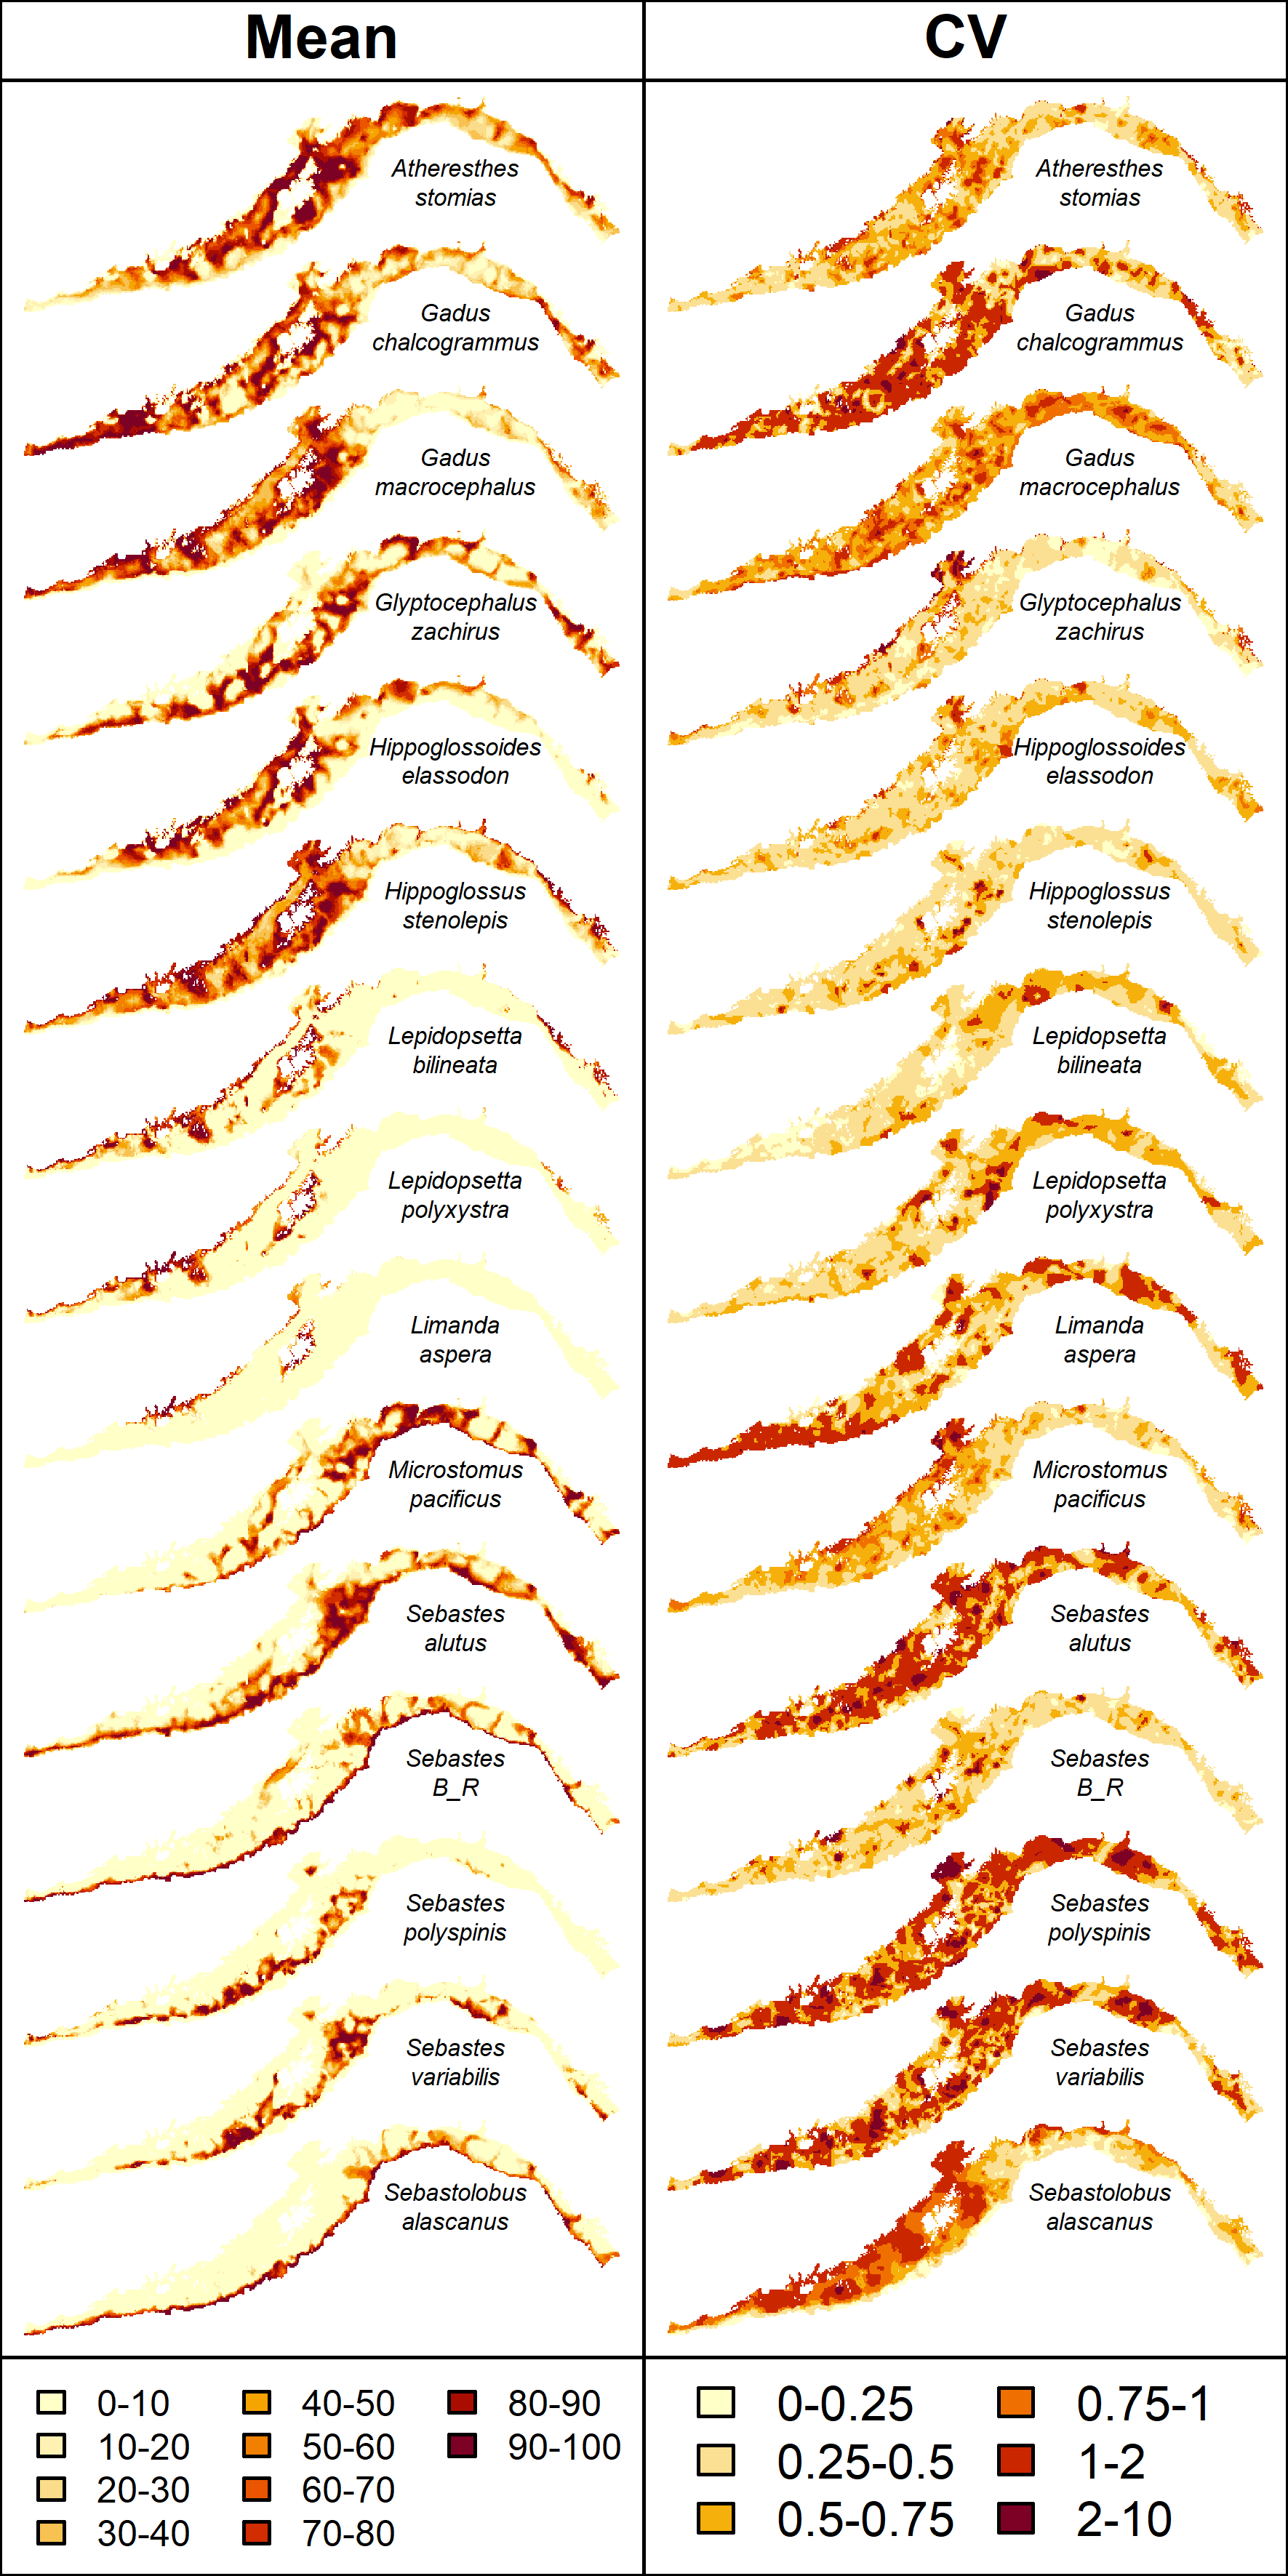 Mean
CV
Atheresthes
stomias
Atheresthes
stomias
Gadus
chalcogrammus
Gadus
chalcogrammus
Gadus
macrocephalus
Gadus
macrocephalus
Glyptocephalus
zachirus
Glyptocephalus
zachirus
Hippoglossoides
elassodon
Hippoglossoides
elassodon
Hippoglossus
stenolepis
Hippoglossus
stenolepis
Lepidopsetta
bilineata
Lepidopsetta
bilineata
Lepidopsetta
polyxystra
Lepidopsetta
polyxystra
Limanda
aspera
Limanda
aspera
Microstomus
pacificus
Microstomus
pacificus
Sebastes
alutus
Sebastes
alutus
Sebastes
B_R
Sebastes
B_R
Sebastes
polyspinis
Sebastes
polyspinis
Sebastes
variabilis
Sebastes
variabilis
Sebastolobus
alascanus
Sebastolobus
alascanus
0-10
10-20
20-30
30-40
40-50
50-60
60-70
70-80
80-90
90-100
0-0.25
0.25-0.5
0.5-0.75
0.75-1
1-2
2-10